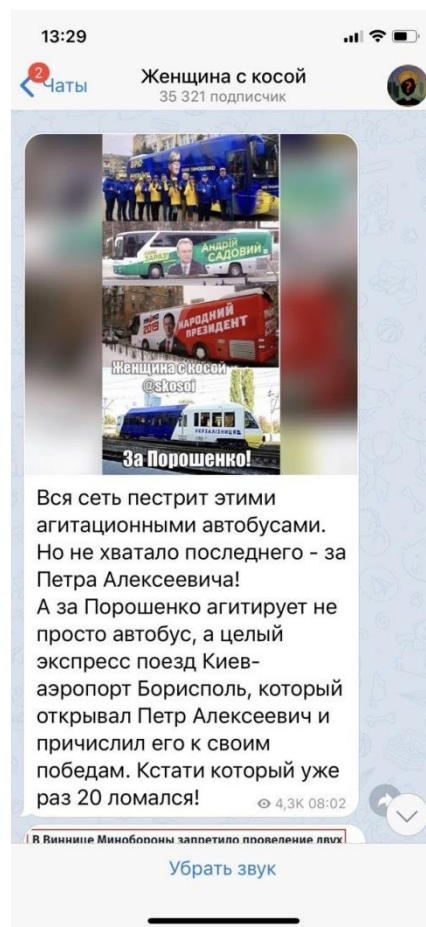 13:29
2
Чаты
Женщина с косой
35 321 подписчик
АНДРІЙ
САДОВИЙ
НАРОДНИЙ
ПРЕЗИДЕНТ
Женщина с косой
@skosoi
УКРЗАЛІЗНИЦЯ
За Порошенко!
Вся сеть пестрит этими
агитационными автобусами.
Но не хватало последнего - за
Петра Алексеевича!
А за Порошенко агитирует не
просто автобус, а целый
экспресс поезд Киев-
аэропорт Борисполь, который
открывал Петр Алексеевич и
причислил его к своим
победам. Кстати который уже
раз 20 ломался!
4,3K 08:02
В Виннице Минобороны запретило проведение двух
Убрать звук